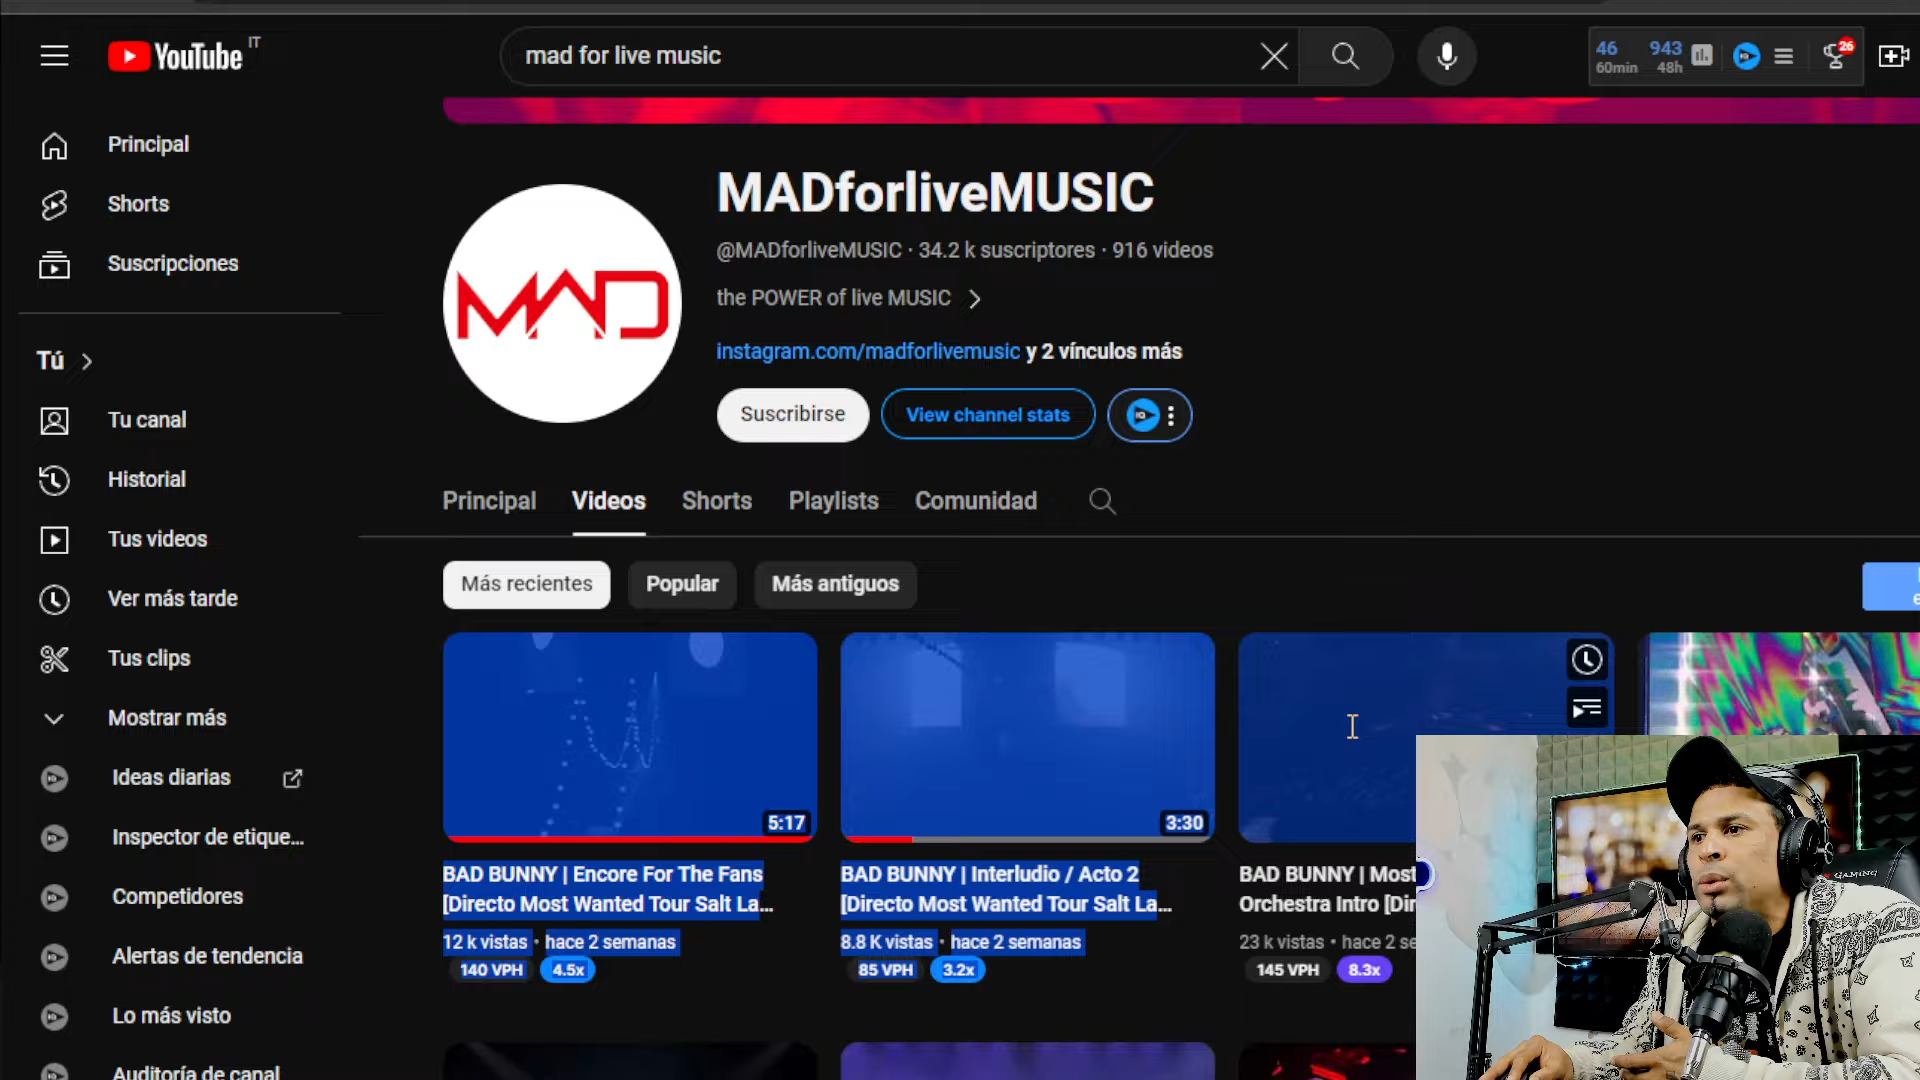 YouTube IT
mad for live music
46 943
60min 48h
26
Principal
Shorts
Suscripciones
Tú
Tu canal
Historial
Tus videos
Ver más tarde
Tus clips
Mostrar más
Ideas diarias
Inspector de etique...
Competidores
Alertas de tendencia
Lo más visto
Auditoría de canal
MAD
MADforliveMUSIC
@MADforliveMUSIC · 34.2 k suscriptores · 916 videos
the POWER of live MUSIC
instagram.com/madforlivemusic y 2 vínculos más
Suscribirse
View channel stats
Principal Videos Shorts Playlists Comunidad
Más recientes Popular Más antiguos
5:17
BAD BUNNY | Encore For The Fans
[Directo Most Wanted Tour Salt La...
12 k vistas · hace 2 semanas
140 VPH 4.5x
3:30
BAD BUNNY | Interludio / Acto 2
[Directo Most Wanted Tour Salt La...
8.8 K vistas · hace 2 semanas
85 VPH 3.2x
BAD BUNNY | Most
Orchestra Intro [Dir
23 k vistas · hace 2 se
145 VPH 8.3x
GAMING